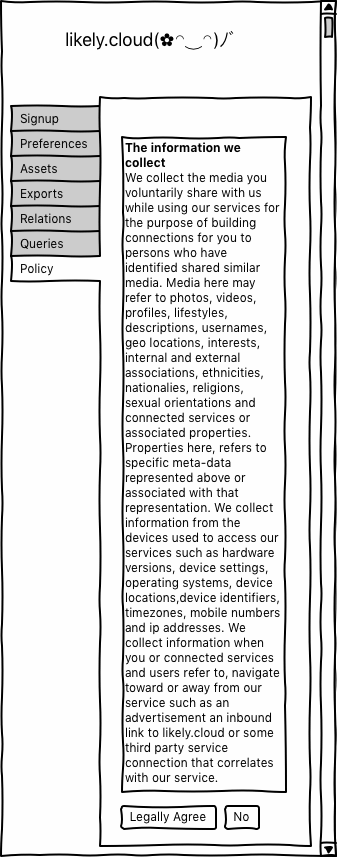 likely.cloud(✿◠‿◠)ﾉﾞ
Signup
Preferences
Assets
Exports
Relations
Queries
Policy
The information we
collect
We collect the media you
voluntarily share with us
while using our services for
the purpose of building
connections for you to
persons who have
identified shared similar
media. Media here may
refer to photos, videos,
profiles, lifestyles,
descriptions, usernames,
geo locations, interests,
internal and external
associations, ethnicities,
nationalies, religions,
sexual orientations and
connected services or
associated properties.
Properties here, refers to
specific meta-data
represented above or
associated with that
representation. We collect
information from the
devices used to access our
services such as hardware
versions, device settings,
operating systems, device
locations,device identifiers,
timezones, mobile numbers
and ip addresses. We
collect information when
you or connected services
and users refer to, navigate
toward or away from our
service such as an
advertisement an inbound
link to likely.cloud or some
third party service
connection that correlates
with our service.
Legally Agree
No